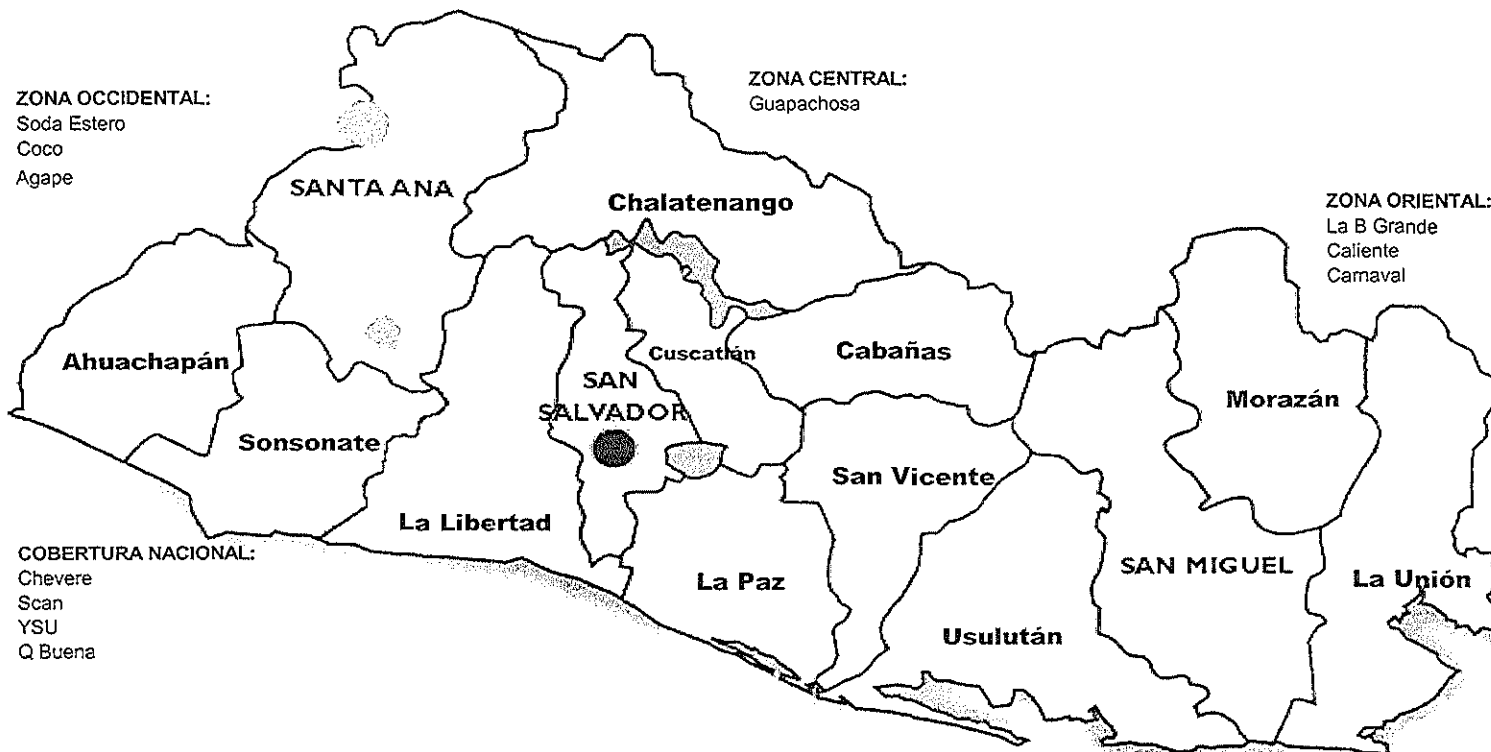 ZONA OCCIDENTAL:
Soda Estero
Coco
Agape
ZONA CENTRAL:
Guapachosa
ZONA ORIENTAL:
La B Grande
Caliente
Carnaval
SANTA ANA
Chalatenango
Ahuachapán
Sonsonate
La Libertad
SAN
SALVADOR
Cuscatlán
Cabañas
San Vicente
La Paz
Usulután
SAN MIGUEL
Morazán
La Unión
COBERTURA NACIONAL:
Chevere
Scan
YSU
Q Buena